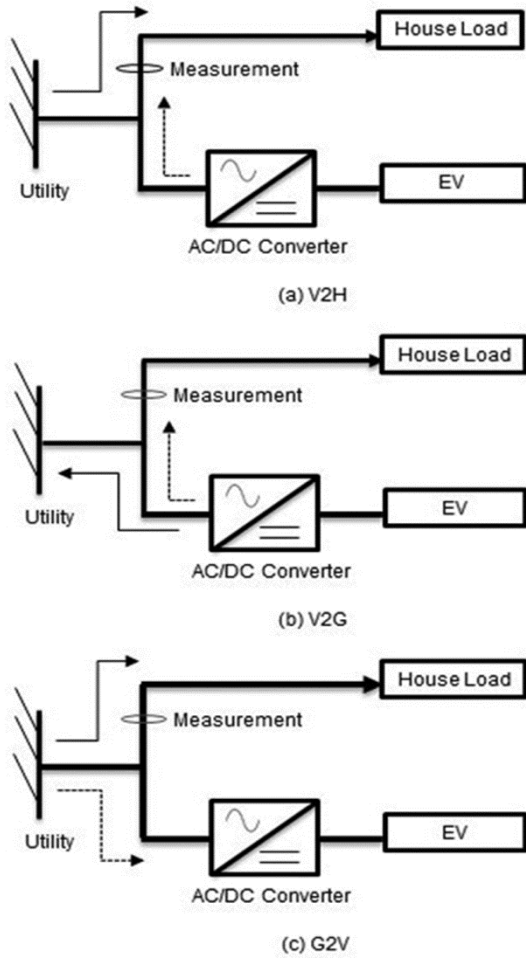 House Load
Measurement
Utility
EV
AC/DC Converter
(a) V2H
House Load
Measurement
Utility
EV
AC/DC Converter
(b) V2G
House Load
Measurement
Utility
EV
AC/DC Converter
(c) G2V